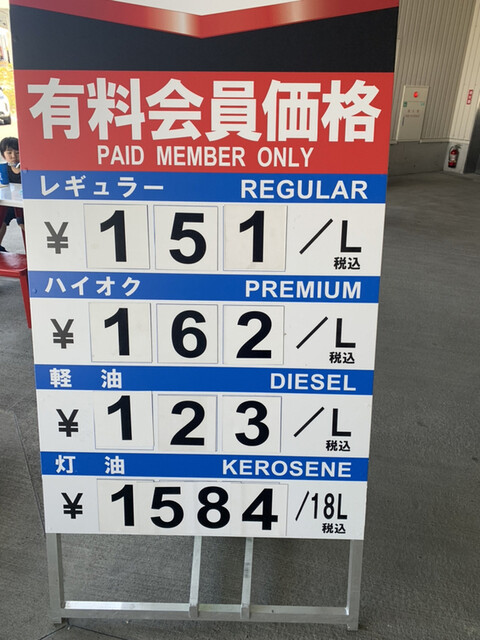 有料会員価格
PAID MEMBER ONLY
レギュラー REGULAR
¥ 151 /L 税込
ハイオク PREMIUM
¥ 162 /L 税込
軽油 DIESEL
¥ 123 /L 税込
灯油 KEROSENE
¥ 1584 /18L 税込